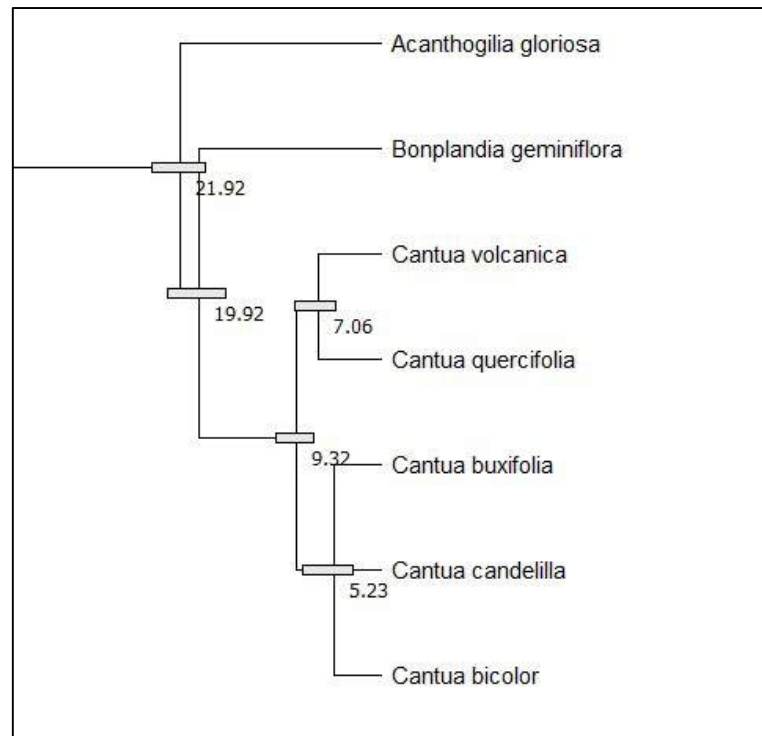 Acanthogilia gloriosa
Bonplandia geminiflora
21.92
Cantua volcanica
19.92
7.06
Cantua quercifolia
9.32
Cantua buxifolia
Cantua candelilla
5.23
Cantua bicolor